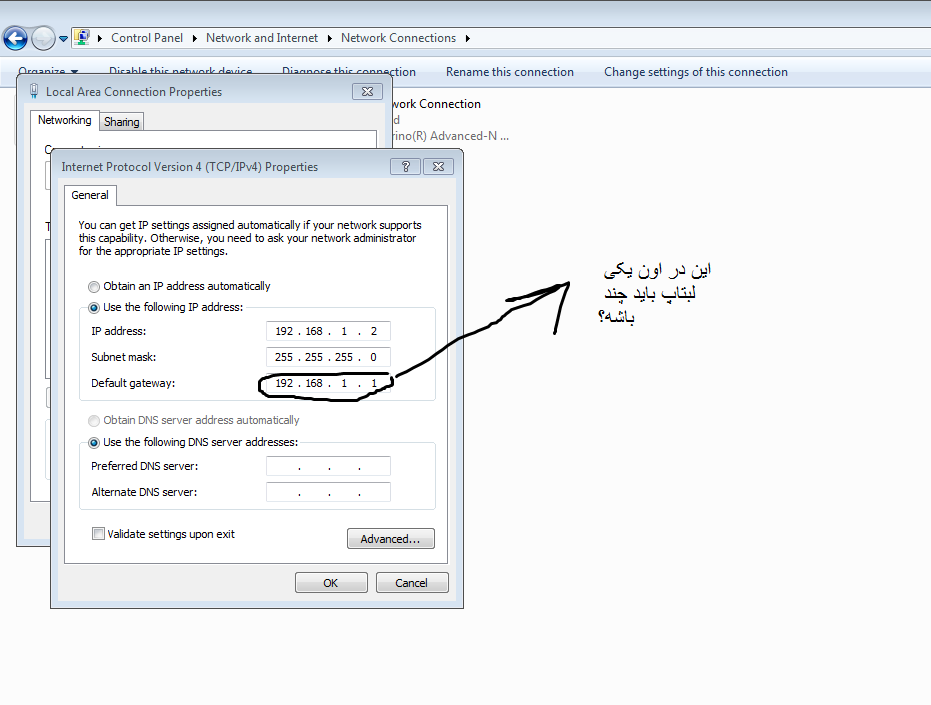 Control Panel
Network and Internet
Network Connections
Organize
Disable this network device
Diagnose this connection
Rename this connection
Change settings of this connection
Local Area Connection Properties
work Connection
Networking
Sharing
rino(R) Advanced-N ...
Internet Protocol Version 4 (TCP/IPv4) Properties
General
You can get IP settings assigned automatically if your network supports
this capability. Otherwise, you need to ask your network administrator
for the appropriate IP settings.
Obtain an IP address automatically
Use the following IP address:
IP address:
192 . 168 . 1 . 2
Subnet mask:
255 . 255 . 255 . 0
Default gateway:
192 . 168 . 1 . 1
Obtain DNS server address automatically
Use the following DNS server addresses:
Preferred DNS server:
. . .
Alternate DNS server:
. . .
Validate settings upon exit
Advanced...
OK
Cancel
این در اون یکی
لبتاپ باید چند
باشه؟